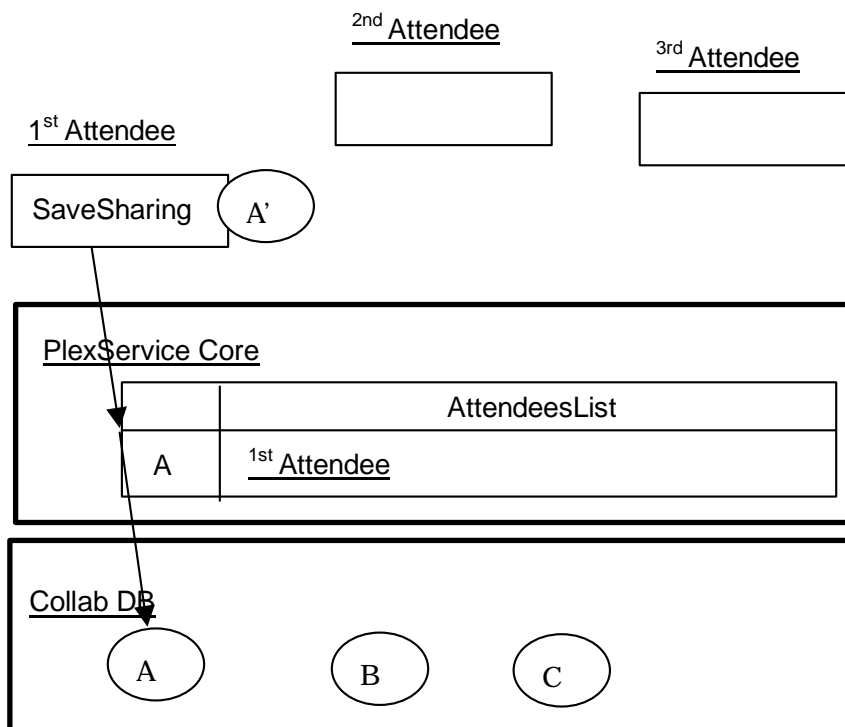 2nd Attendee
3rd Attendee
1st Attendee
SaveSharing
A’
PlexService Core
AttendeesList
A
1st Attendee
Collab DB
A
B
C